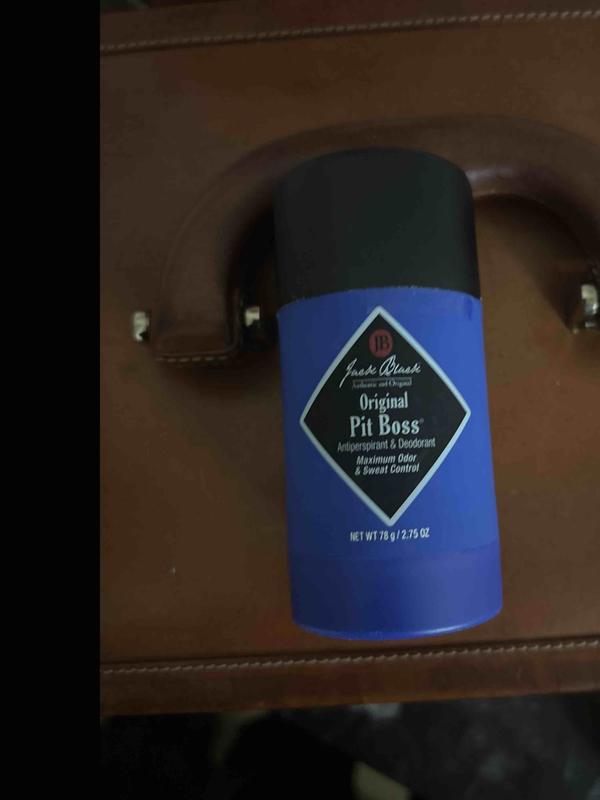 JB
Jack Black
Authentic and Original
Original
Pit Boss®
Antiperspirant & Deodorant
Maximum Odor
& Sweat Control
NET WT 78 g / 2.75 OZ